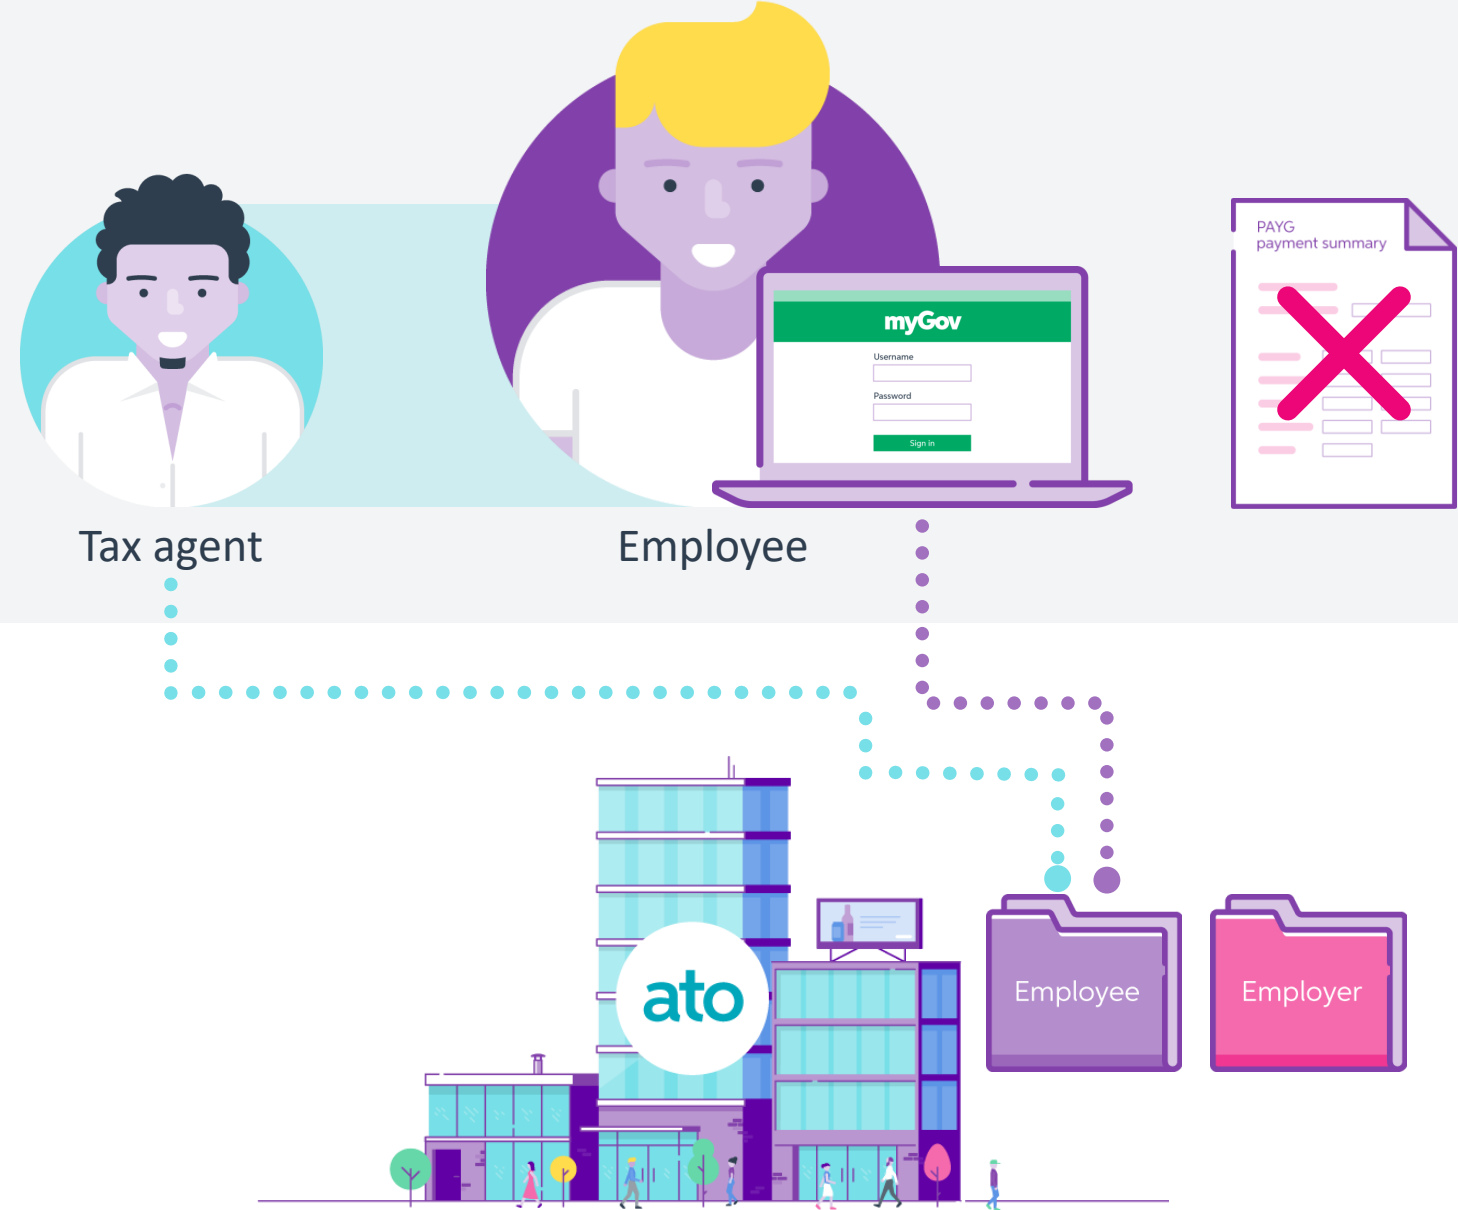 PAYG
payment summary
myGov
Username
Password
Sign in
Tax agent
Employee
ato
Employee
Employer